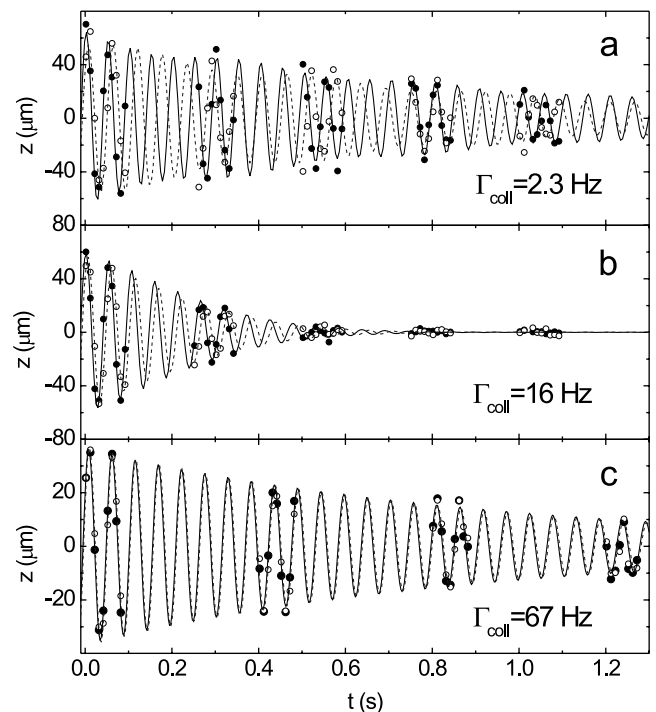 a
40
0
-40
80
z (μm)
Γcoll=2.3 Hz
b
40
0
-40
-80
z (μm)
Γcoll=16 Hz
c
20
0
-20
z (μm)
Γcoll=67 Hz
0.0 0.2 0.4 0.6 0.8 1.0 1.2
t (s)